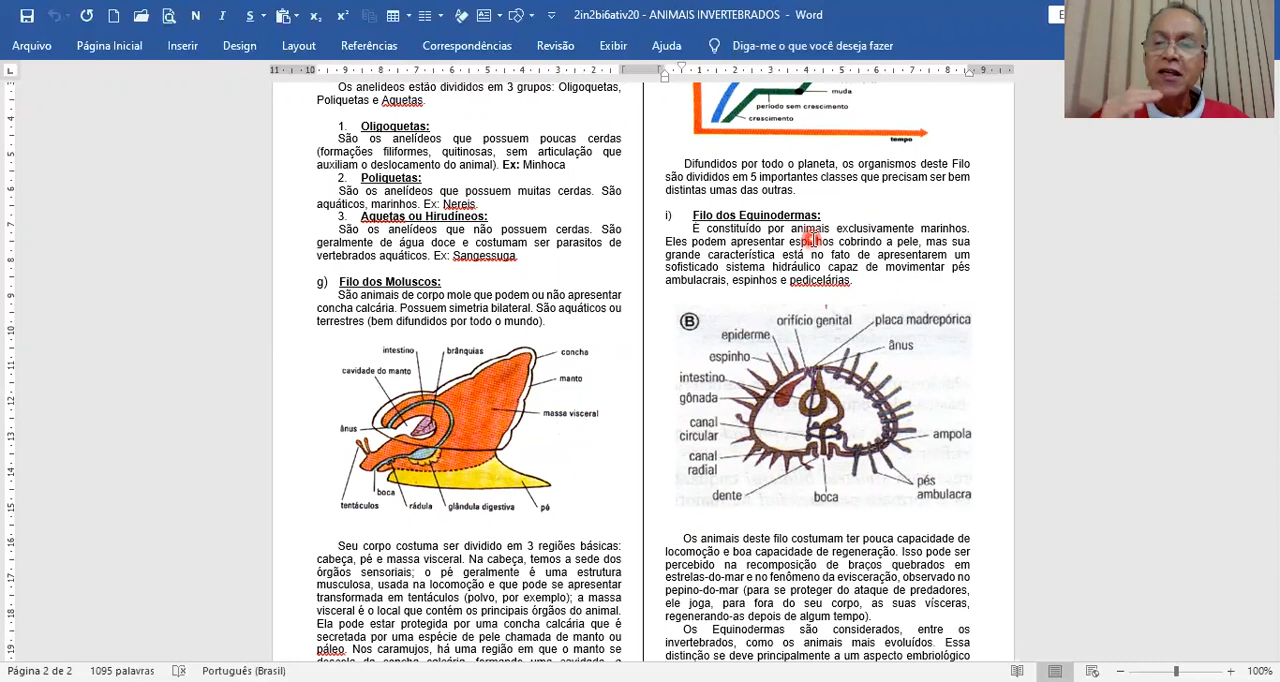 2in2bi6ativ20 - ANIMAIS INVERTEBRADOS - Word
Arquivo Página Inicial Inserir Design Layout Referências Correspondências Revisão Exibir Ajuda Diga-me o que você deseja fazer
Os anelídeos estão divididos em 3 grupos: Oligoquetas,
Poliquetas e Aquetas.
1. Oligoquetas:
São os anelídeos que possuem poucas cerdas
(formações filiformes, quitinosas, sem articulação que
auxiliam o deslocamento do animal). Ex: Minhoca
2. Poliquetas:
São os anelídeos que possuem muitas cerdas. São
aquáticos, marinhos. Ex: Nereis.
3. Aquetas ou Hirudíneos:
São os anelídeos que não possuem cerdas. São
geralmente de água doce e costumam ser parasitos de
vertebrados aquáticos. Ex: Sangessuga.
g) Filo dos Moluscos:
São animais de corpo mole que podem ou não apresentar
concha calcária. Possuem simetria bilateral. São aquáticos ou
terrestres (bem difundidos por todo o mundo).
intestino
brânquias
concha
cavidade do manto
manto
massa visceral
ânus
boca
tentáculos
rádula
glândula digestiva
pé
Seu corpo costuma ser dividido em 3 regiões básicas:
cabeça, pé e massa visceral. Na cabeça, temos a sede dos
órgãos sensoriais; o pé geralmente é uma estrutura
musculosa, usada na locomoção e que pode se apresentar
transformada em tentáculos (polvo, por exemplo); a massa
visceral é o local que contém os principais órgãos do animal.
Ela pode estar protegida por uma concha calcária que é
secretada por uma espécie de pele chamada de manto ou
páleo. Nos caramujos, há uma região em que o manto se
descola da concha calcária, formando uma cavidade, a
muda
período sem crescimento
crescimento
tempo
Difundidos por todo o planeta, os organismos deste Filo
são divididos em 5 importantes classes que precisam ser bem
distintas umas das outras.
i) Filo dos Equinodermas:
É constituído por animais exclusivamente marinhos.
Eles podem apresentar espinhos cobrindo a pele, mas sua
grande característica está no fato de apresentarem um
sofisticado sistema hidráulico capaz de movimentar pés
ambulacrais, espinhos e pedicelárias.
B
orifício genital
placa madrepórica
epiderme
ânus
espinho
intestino
gônada
canal
circular
ampola
canal
radial
pés
ambulacra
dente
boca
Os animais deste filo costumam ter pouca capacidade de
locomoção e boa capacidade de regeneração. Isso pode ser
percebido na recomposição de braços quebrados em
estrelas-do-mar e no fenômeno da evisceração, observado no
pepino-do-mar (para se proteger do ataque de predadores,
ele joga, para fora do seu corpo, as suas vísceras,
regenerando-as depois de algum tempo).
Os Equinodermas são considerados, entre os
invertebrados, como os animais mais evoluídos. Essa
distinção se deve principalmente a um aspecto embriológico
Página 2 de 2 1095 palavras Português (Brasil) 100%